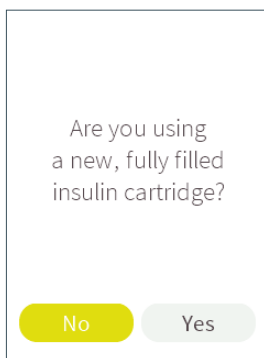 Are you using
a new, fully filled
insulin cartridge?
No
Yes